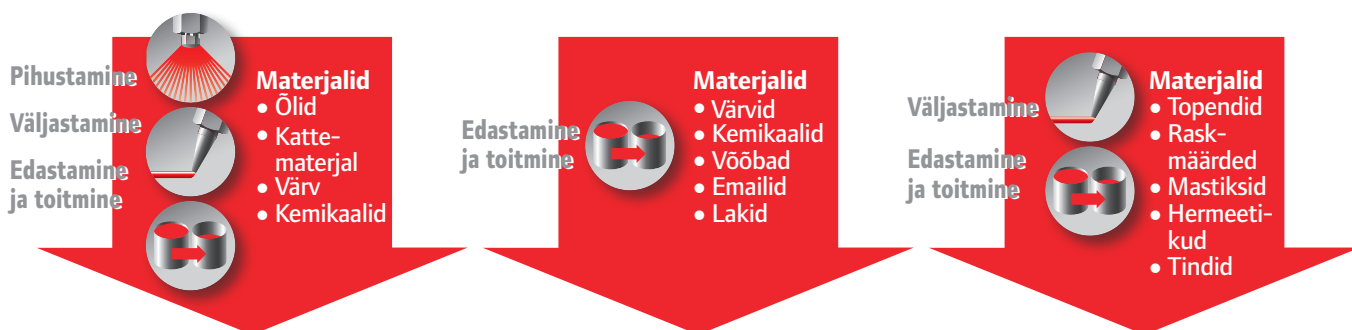 Pihustamine
Väljastamine
Edastamine
ja toitmine
Materjalid
• Õlid
• Katte-
materjal
• Värv
• Kemikaalid
Edastamine
ja toitmine
Materjalid
• Värvid
• Kemikaalid
• Võõbad
• Emailid
• Lakid
Väljastamine
Edastamine
ja toitmine
Materjalid
• Topendid
• Rask-
määrded
• Mastiksid
• Hermeeti-
kud
• Tindid